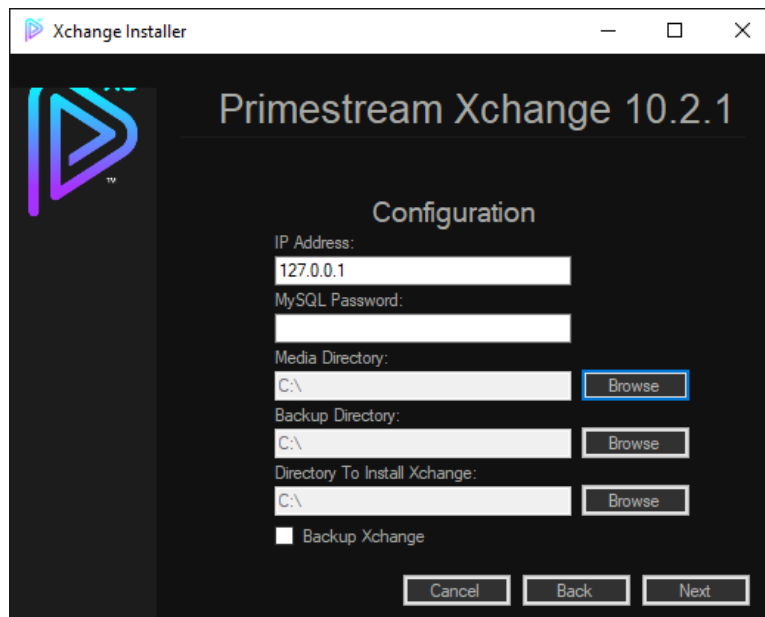 Xchange Installer
Primestream Xchange 10.2.1
TM
Configuration
IP Address:
127.0.0.1
MySQL Password:
Media Directory:
C:\
Browse
Backup Directory:
C:\
Browse
Directory To Install Xchange:
C:\
Browse
Backup Xchange
Cancel Back Next